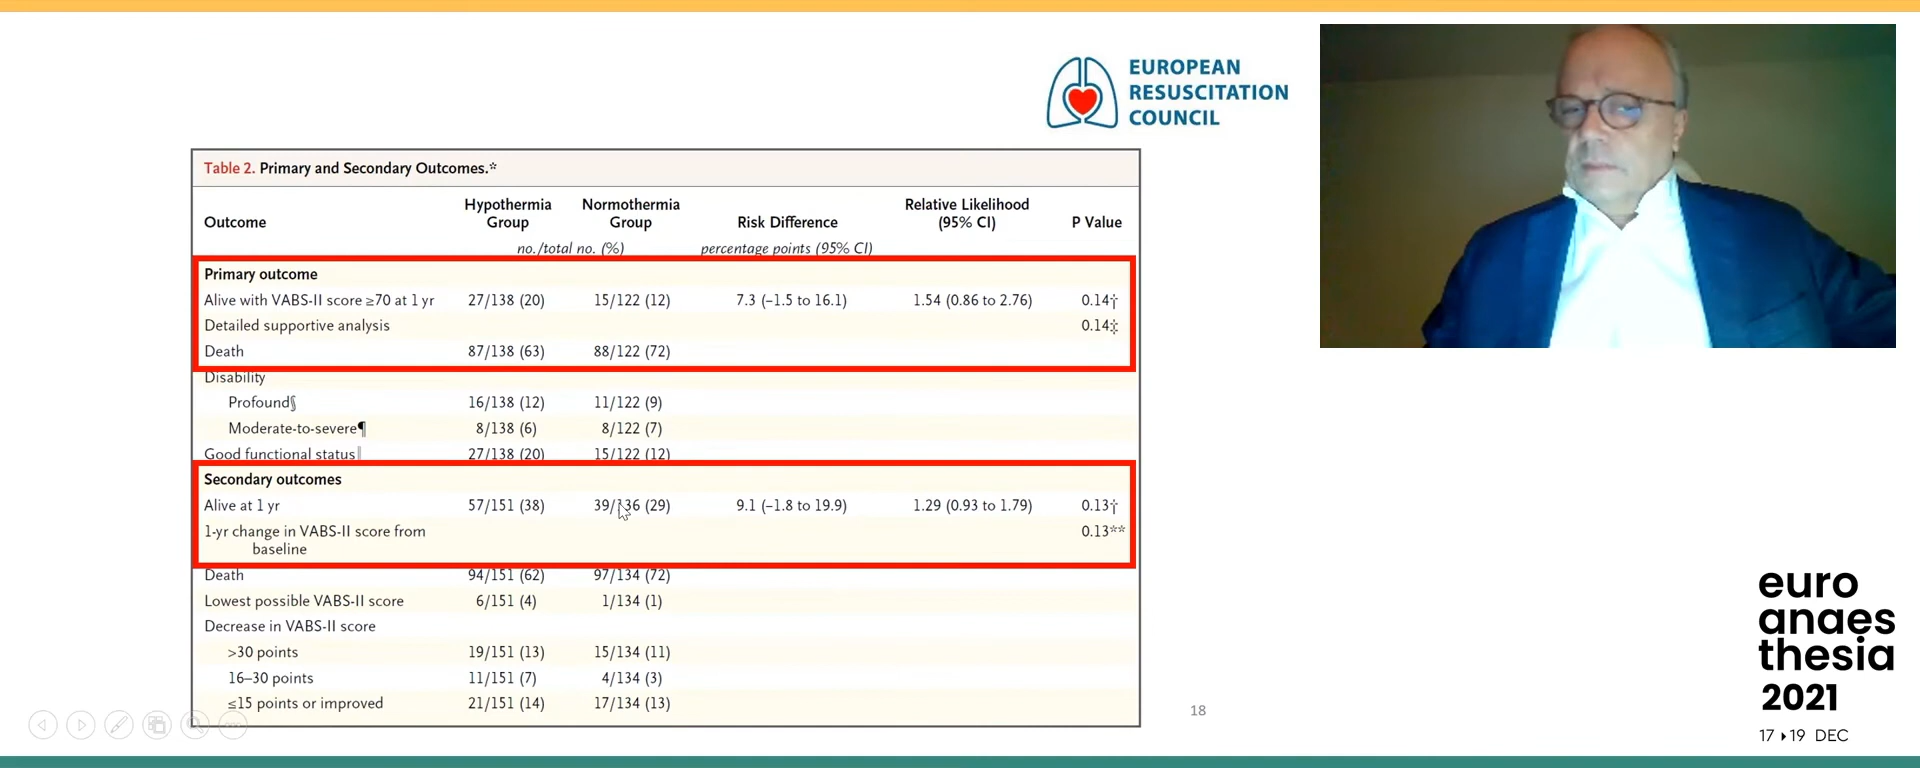 EUROPEAN
RESUSCITATION
COUNCIL
Table 2. Primary and Secondary Outcomes.*
Outcome Hypothermia Group Normothermia Group Risk Difference Relative Likelihood (95% CI) P Value
no./total no. (%) percentage points (95% CI)
Primary outcome
Alive with VABS-II score ≥70 at 1 yr 27/138 (20) 15/122 (12) 7.3 (–1.5 to 16.1) 1.54 (0.86 to 2.76) 0.14†
Detailed supportive analysis 0.14‡
Death 87/138 (63) 88/122 (72)
Disability
Profound§ 16/138 (12) 11/122 (9)
Moderate-to-severe¶ 8/138 (6) 8/122 (7)
Good functional status‖ 27/138 (20) 15/122 (12)
Secondary outcomes
Alive at 1 yr 57/151 (38) 39/136 (29) 9.1 (–1.8 to 19.9) 1.29 (0.93 to 1.79) 0.13†
1-yr change in VABS-II score from 0.13**
baseline
Death 94/151 (62) 97/134 (72)
Lowest possible VABS-II score 6/151 (4) 1/134 (1)
Decrease in VABS-II score
>30 points 19/151 (13) 15/134 (11)
16–30 points 11/151 (7) 4/134 (3)
≤15 points or improved 21/151 (14) 17/134 (13)
18
euro
anaes
thesia
2021
17 ▸ 19 DEC